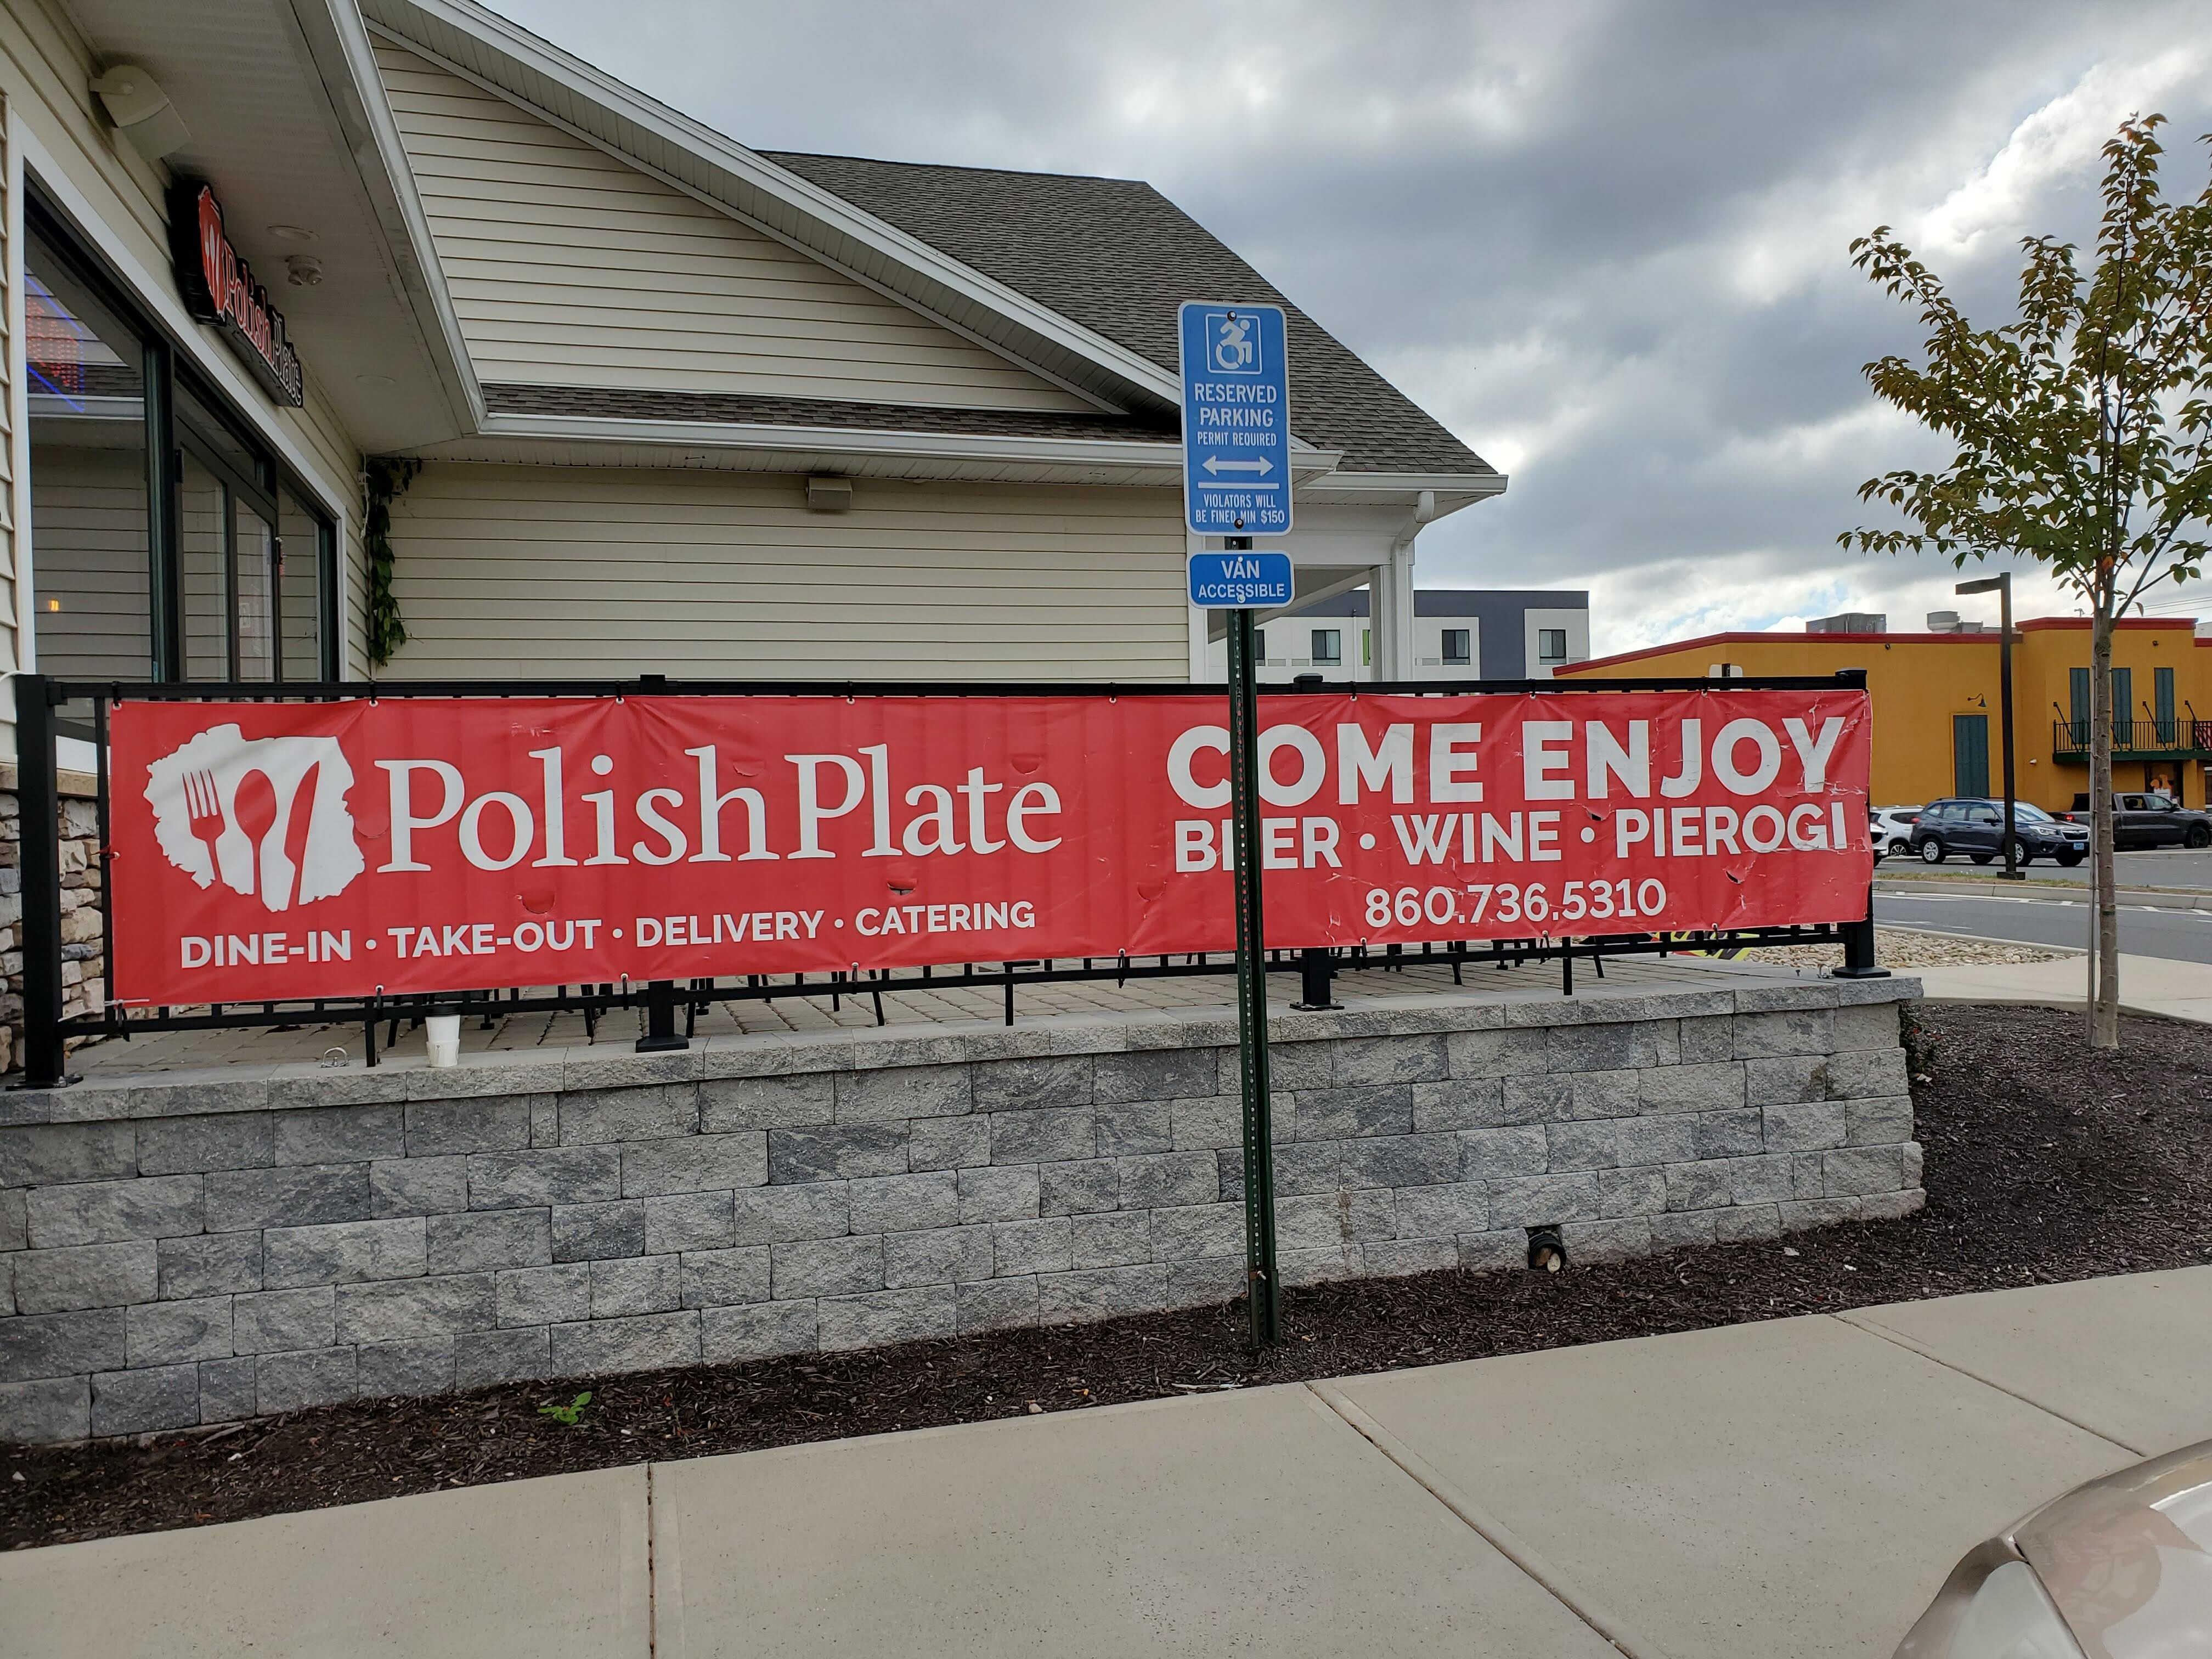 Polish Plate
RESERVED
PARKING
PERMIT REQUIRED
VIOLATORS WILL
BE FINED MIN $150
VAN
ACCESSIBLE
Polish Plate
DINE-IN • TAKE-OUT • DELIVERY • CATERING
COME ENJOY
BEER • WINE • PIEROGI
860.736.5310